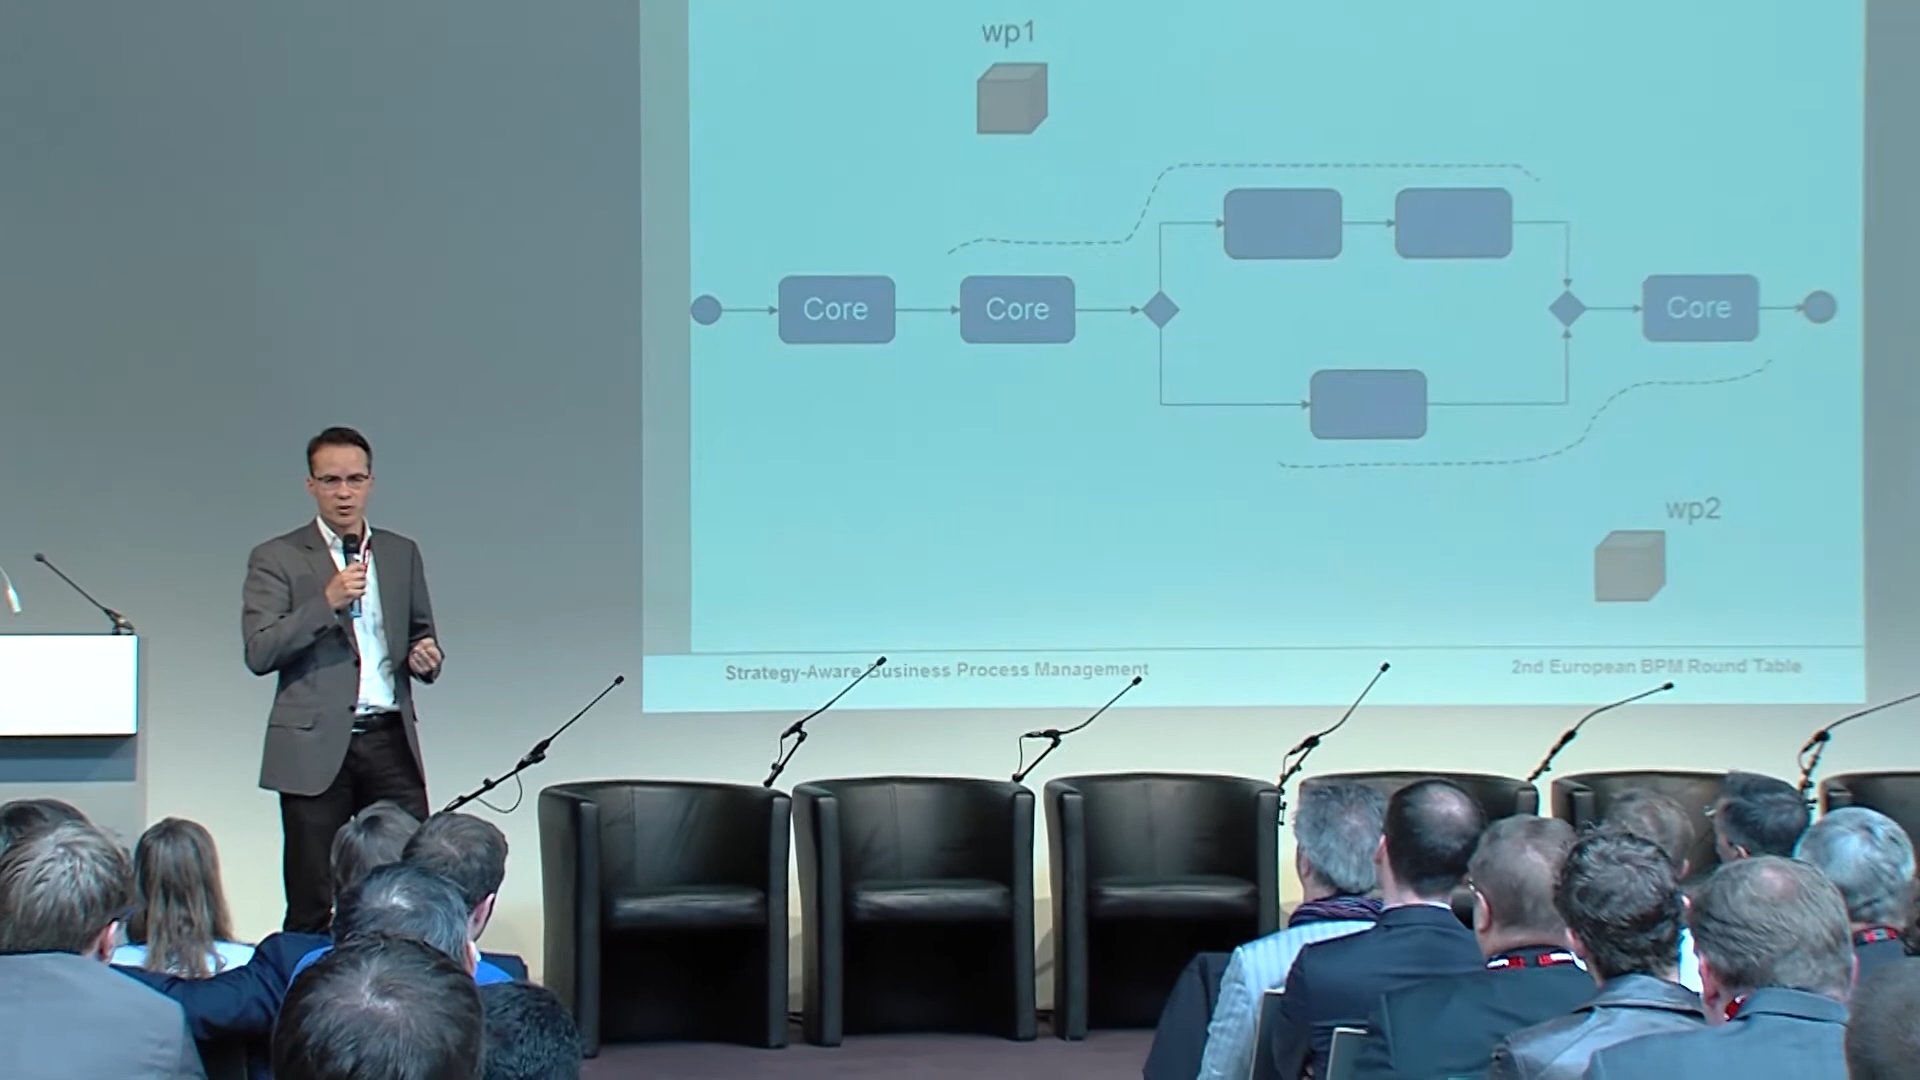 wp1
Core
Core
Core
wp2
Strategy-Aware Business Process Management
2nd European BPM Round Table